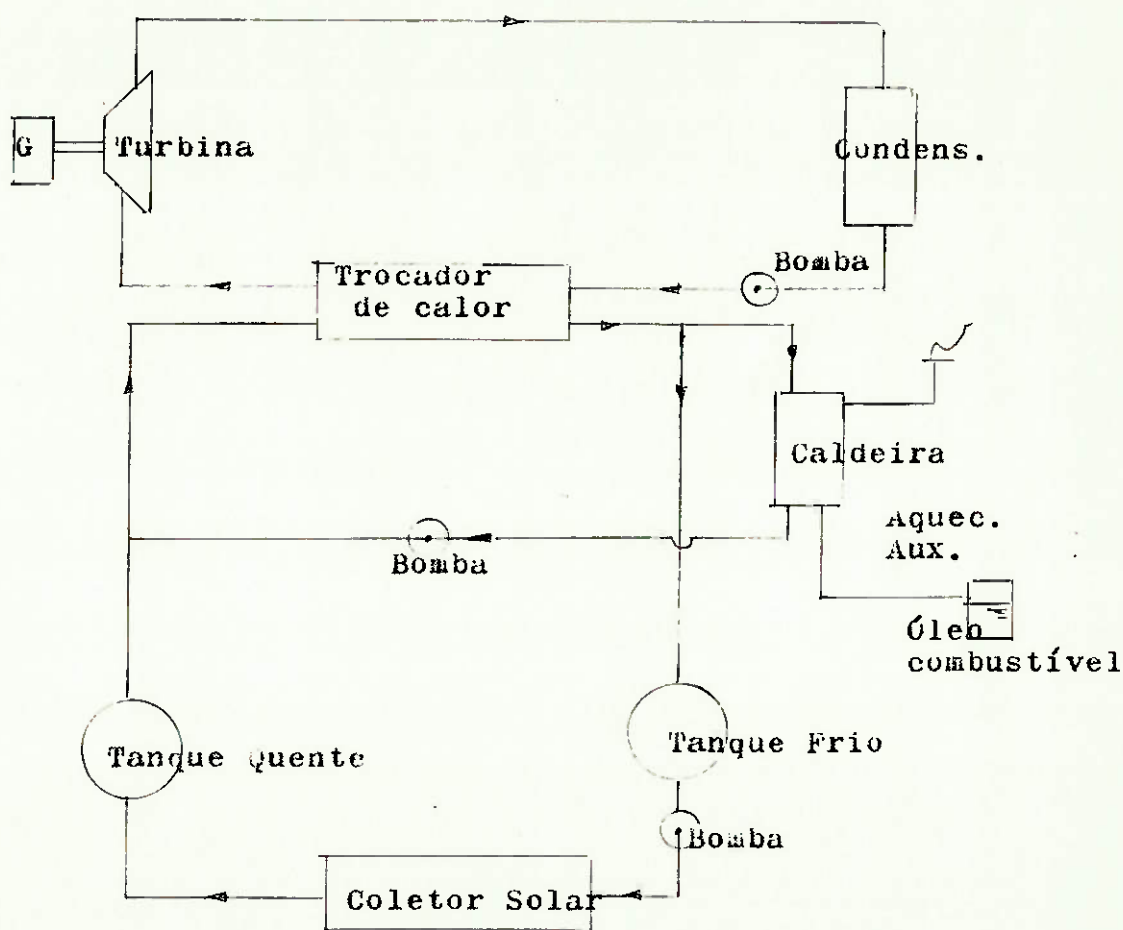 G
Turbina
Condens.
Bomba
Trocador
de calor
Caldeira
Aquec.
Aux.
Bomba
Óleo
combustível
Tanque Quente
Tanque Frio
Bomba
Coletor Solar